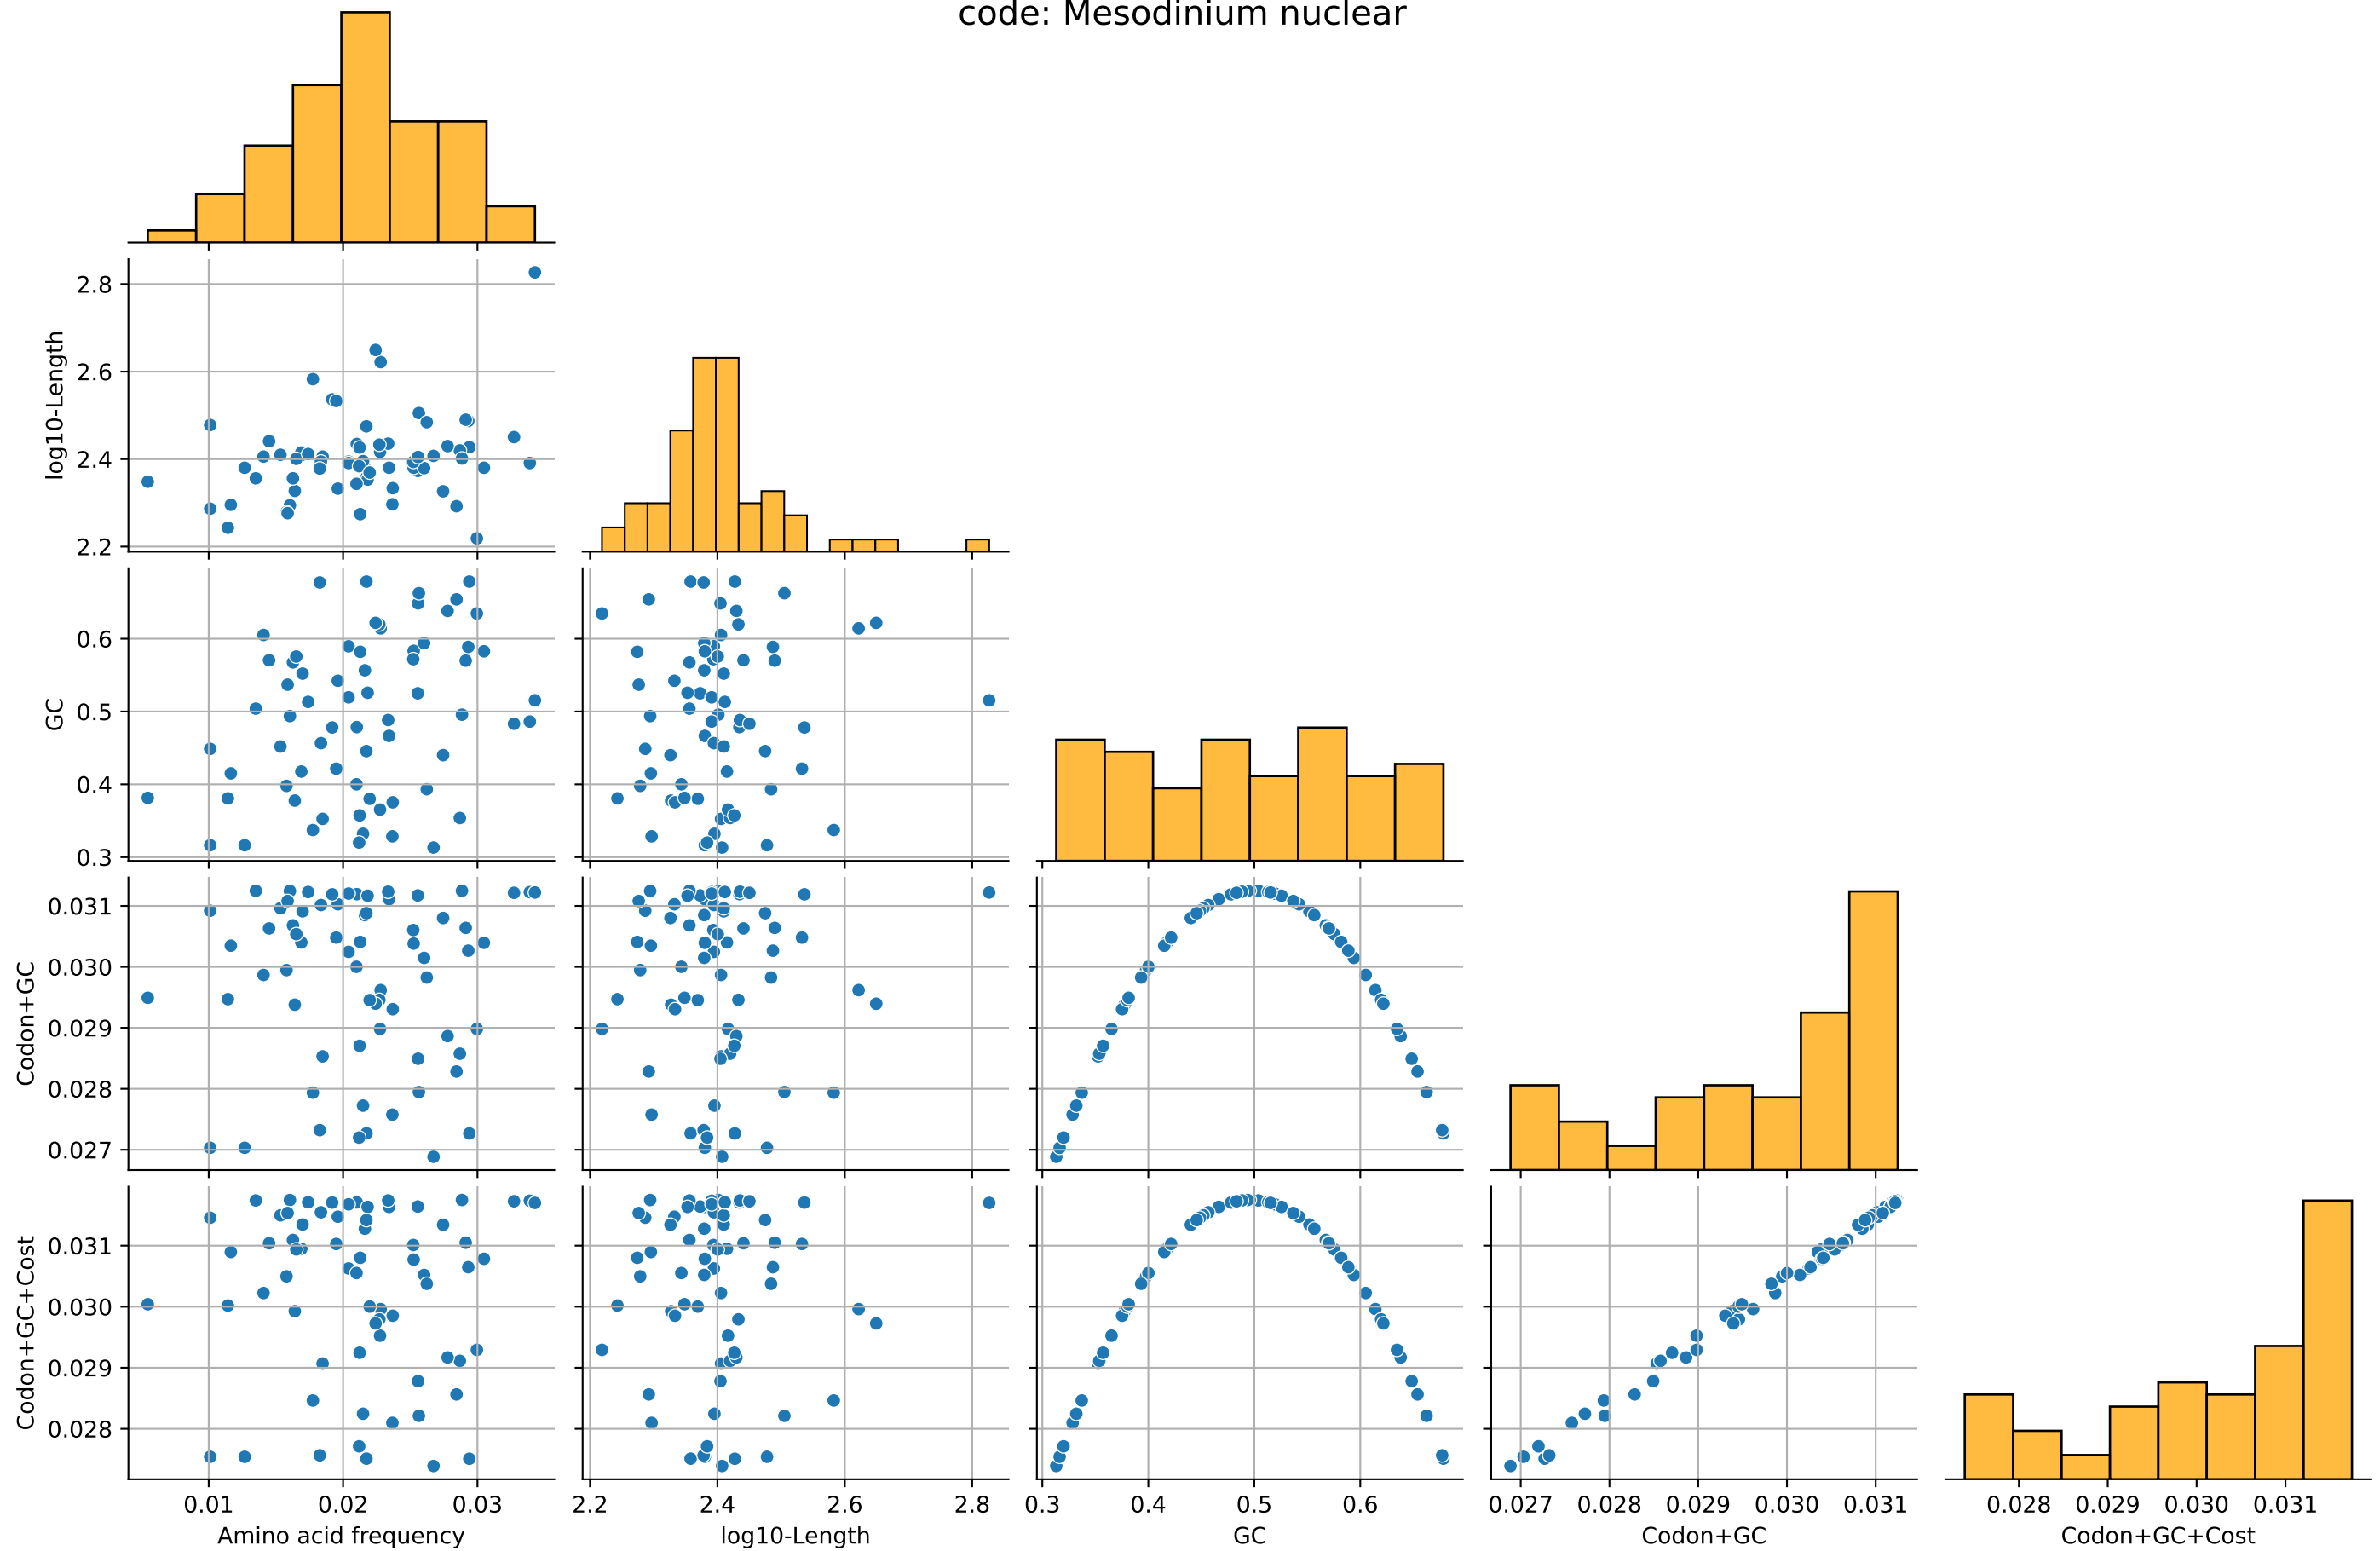 code: Mesodinium nuclear
2.8
2.6
2.4
2.2
log10-Length
0.6
0.5
0.4
0.3
GC
0.031
0.030
0.029
0.028
0.027
Codon+GC
0.031
0.030
0.029
0.028
Codon+GC+Cost
0.01 0.02 0.03 2.2 2.4 2.6 2.8 0.3 0.4 0.5 0.6 0.027 0.028 0.029 0.030 0.031 0.028 0.029 0.030 0.031
Amino acid frequency log10-Length GC Codon+GC Codon+GC+Cost